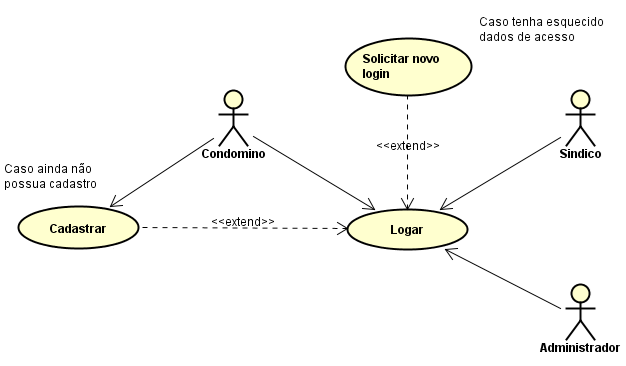 Caso tenha esquecido
dados de acesso
Solicitar novo
login
<<extend>>
Condomino
Sindico
Caso ainda não
possua cadastro
Cadastrar
<<extend>>
Logar
Administrador